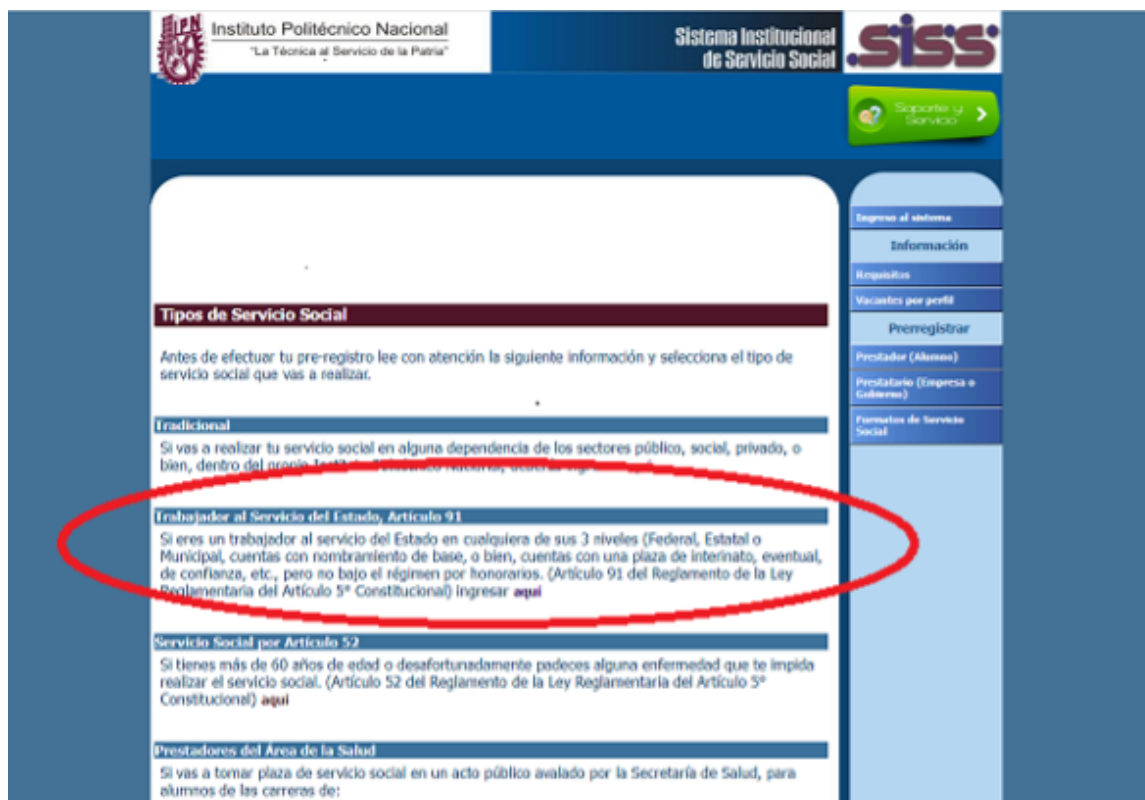 IPN
Instituto Politécnico Nacional
"La Técnica al Servicio de la Patria"
Sistema Institucional
de Servicio Social
.siss
Soporte y
Servicio
Ingreso al sistema
Información
Requisitos
Vacantes por perfil
Prerregistrar
Prestador (Alumno)
Prestatario (Empresa o
Gobierno)
Formatos de Servicio
Social
Tipos de Servicio Social
Antes de efectuar tu pre-registro lee con atención la siguiente información y selecciona el tipo de
servicio social que vas a realizar.
Tradicional
Si vas a realizar tu servicio social en alguna dependencia de los sectores público, social, privado, o
bien, dentro del propio
Trabajador al Servicio del Estado, Artículo 91
Si eres un trabajador al servicio del Estado en cualquiera de sus 3 niveles (Federal, Estatal o
Municipal, cuentas con nombramiento de base, o bien, cuentas con una plaza de interinato, eventual,
de confianza, etc., pero no bajo el régimen por honorarios. (Artículo 91 del Reglamento de la Ley
Reglamentaria del Artículo 5º Constitucional) ingresar aquí
Servicio Social por Artículo 52
Si tienes más de 60 años de edad o desafortunadamente padeces alguna enfermedad que te impida
realizar el servicio social. (Artículo 52 del Reglamento de la Ley Reglamentaria del Artículo 5º
Constitucional) aquí
Prestadores del Área de la Salud
Si vas a tomar plaza de servicio social en un acto público avalado por la Secretaría de Salud, para
alumnos de las carreras de: